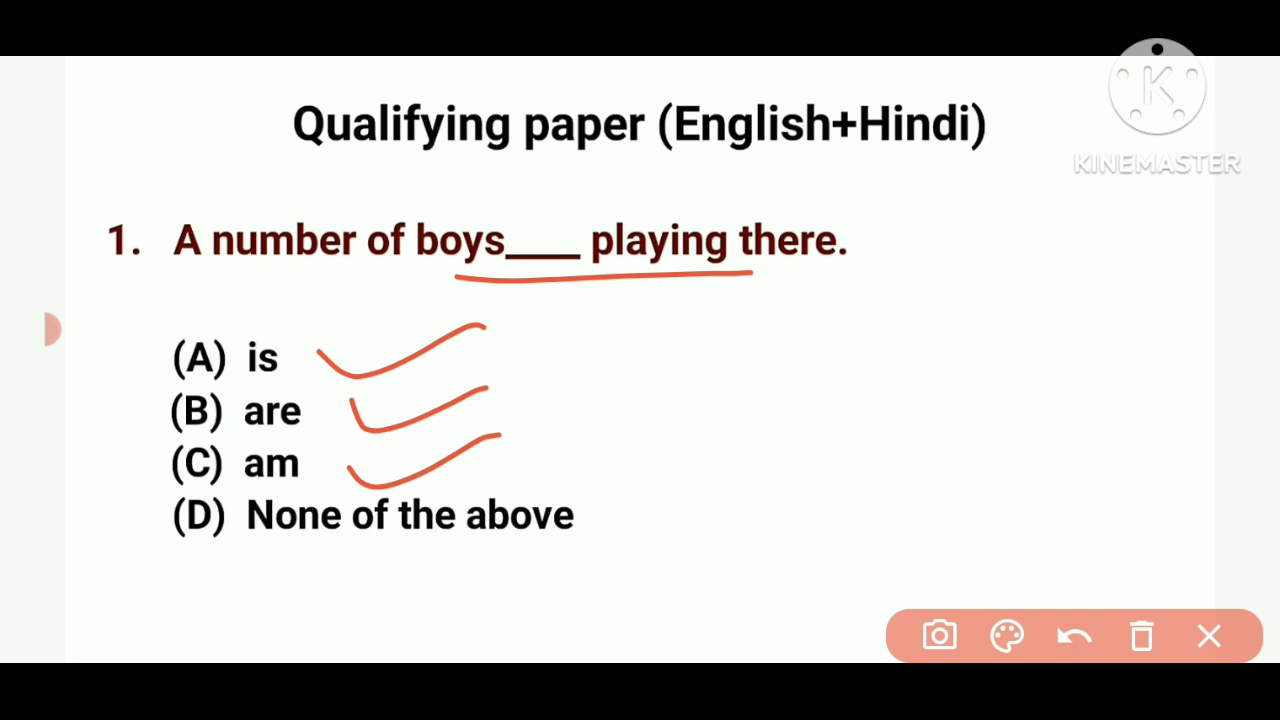 Qualifying paper (English+Hindi)
KINEMASTER
1. A number of boys____ playing there.
(A) is
(B) are
(C) am
(D) None of the above